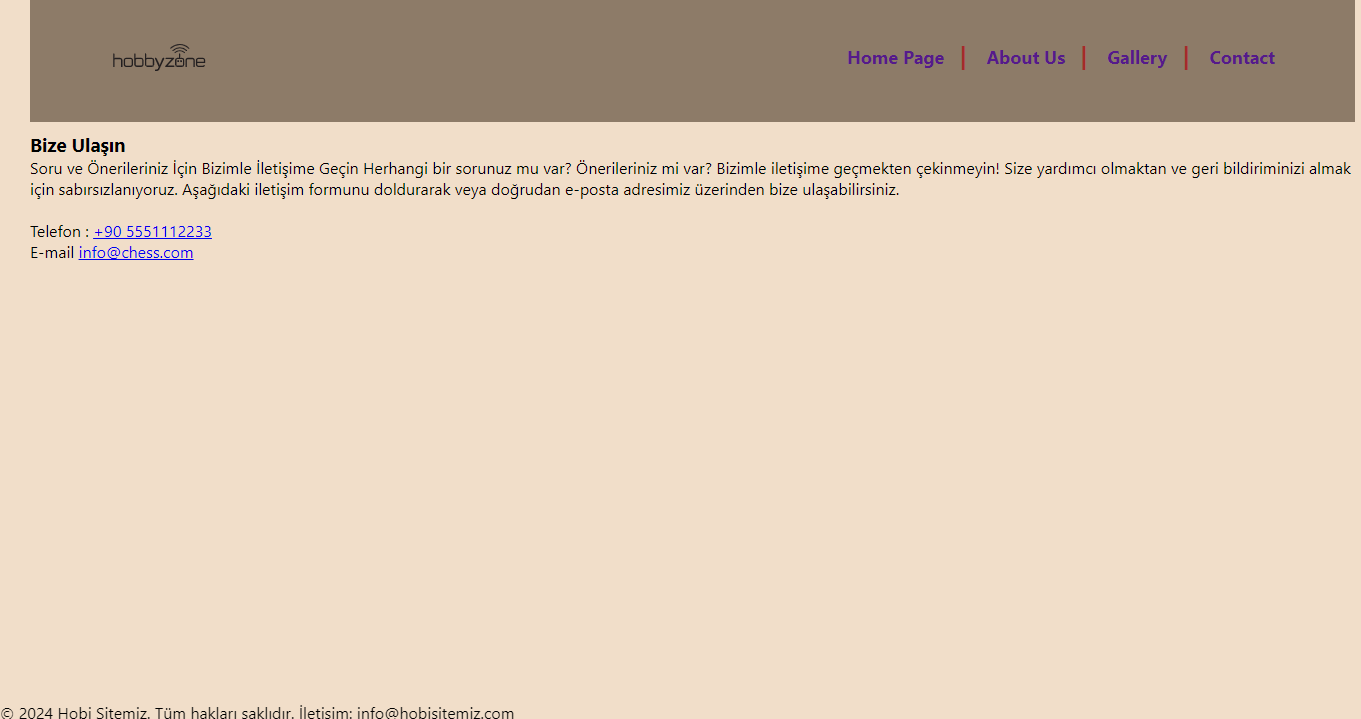 hobbyzone
Home Page | About Us | Gallery | Contact
Bize Ulaşın
Soru ve Önerileriniz İçin Bizimle İletişime Geçin Herhangi bir sorunuz mu var? Önerileriniz mi var? Bizimle iletişime geçmekten çekinmeyin! Size yardımcı olmaktan ve geri bildiriminizi almak
için sabırsızlanıyoruz. Aşağıdaki iletişim formunu doldurarak veya doğrudan e-posta adresimiz üzerinden bize ulaşabilirsiniz.
Telefon : +90 5551112233
E-mail info@chess.com
© 2024 Hobi Sitemiz. Tüm hakları saklıdır. İletişim: info@hobisitemiz.com